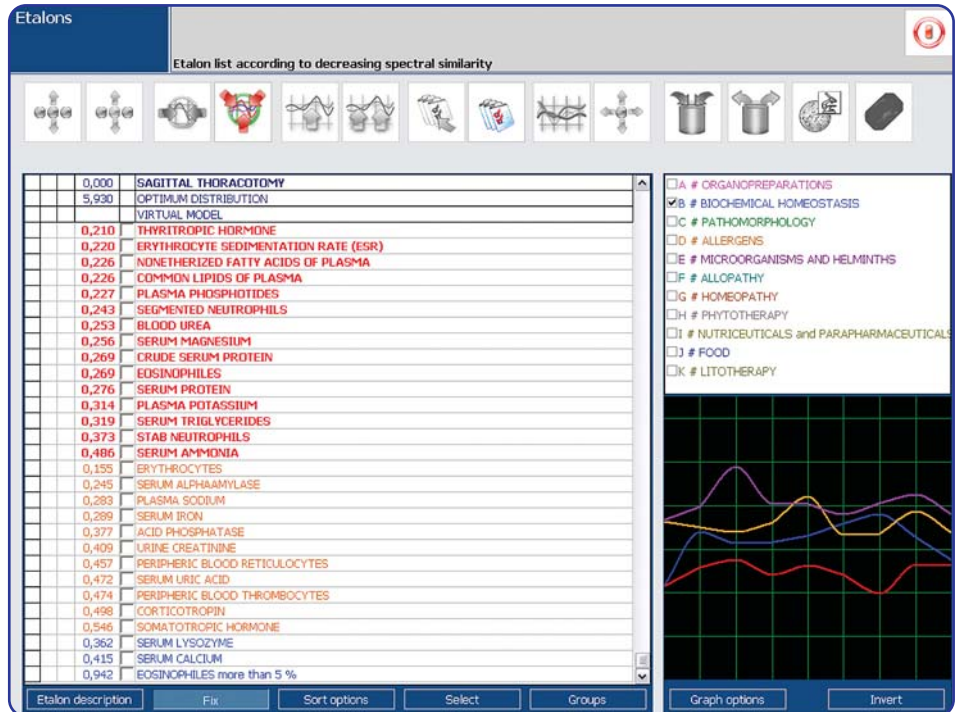 Etalons
Etalon list according to decreasing spectral similarity
0,000 SAGITTAL THORACOTOMY
5,930 OPTIMUM DISTRIBUTION
VIRTUAL MODEL
0,210 THYRITROPIC HORMONE
0,220 ERYTHROCYTE SEDIMENTATION RATE (ESR)
0,226 NONETHERIZED FATTY ACIDS OF PLASMA
0,226 COMMON LIPIDS OF PLASMA
0,227 PLASMA PHOSPHOTIDES
0,243 SEGMENTED NEUTROPHILS
0,253 BLOOD UREA
0,256 SERUM MAGNESIUM
0,269 CRUDE SERUM PROTEIN
0,269 EOSINOPHILES
0,276 SERUM PROTEIN
0,314 PLASMA POTASSIUM
0,319 SERUM TRIGLYCERIDES
0,373 STAB NEUTROPHILS
0,486 SERUM AMMONIA
0,155 ERYTHROCYTES
0,245 SERUM ALPHAAMYLASE
0,283 PLASMA SODIUM
0,289 SERUM IRON
0,377 ACID PHOSPHATASE
0,409 URINE CREATININE
0,457 PERIPHERIC BLOOD RETICULOCYTES
0,472 SERUM URIC ACID
0,474 PERIPHERIC BLOOD THROMBOCYTES
0,498 CORTICOTROPIN
0,546 SOMATOTROPIC HORMONE
0,362 SERUM LYSOZYME
0,415 SERUM CALCIUM
0,942 EOSINOPHILES more than 5 %
A # ORGANOPREPARATIONS
B # BIOCHEMICAL HOMEOSTASIS
C # PATHOMORPHOLOGY
D # ALLERGENS
E # MICROORGANISMS AND HELMINTHS
F # ALLOPATHY
G # HOMEOPATHY
H # PHYTOTHERAPY
I # NUTRICEUTICALS and PARAPHARMACEUTICALS
J # FOOD
K # LITOTHERAPY
Etalon description
Fix
Sort options
Select
Groups
Graph options
Invert